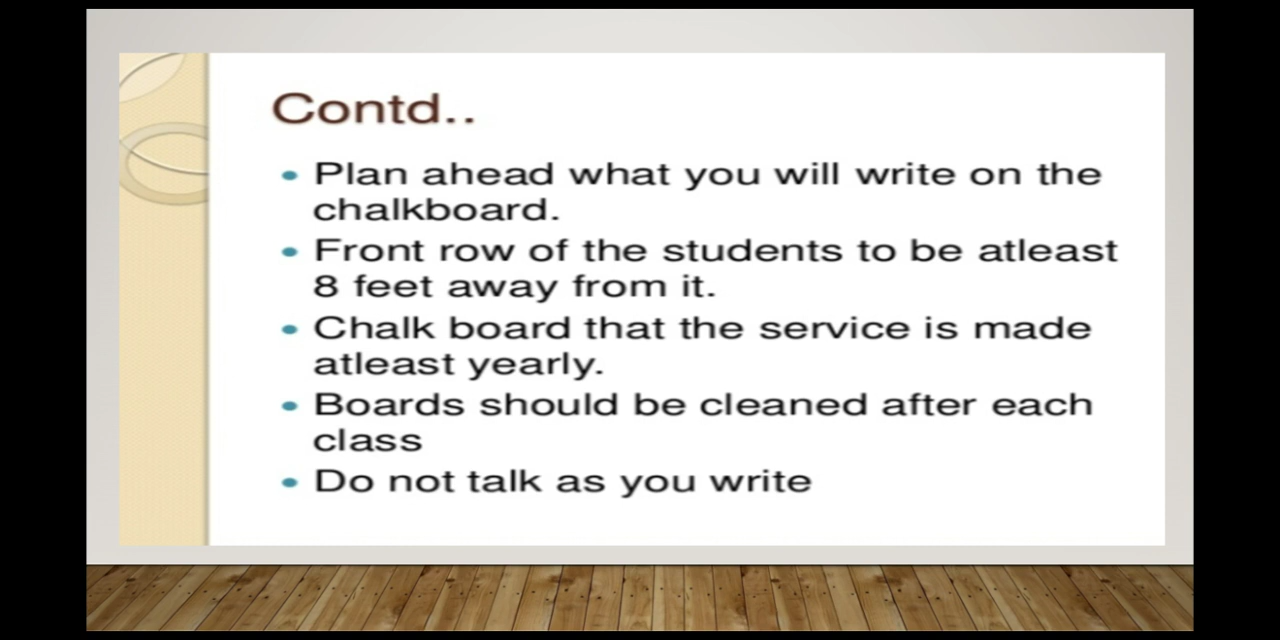 Contd..
Plan ahead what you will write on the
chalkboard.
Front row of the students to be atleast
8 feet away from it.
Chalk board that the service is made
atleast yearly.
Boards should be cleaned after each
class
Do not talk as you write